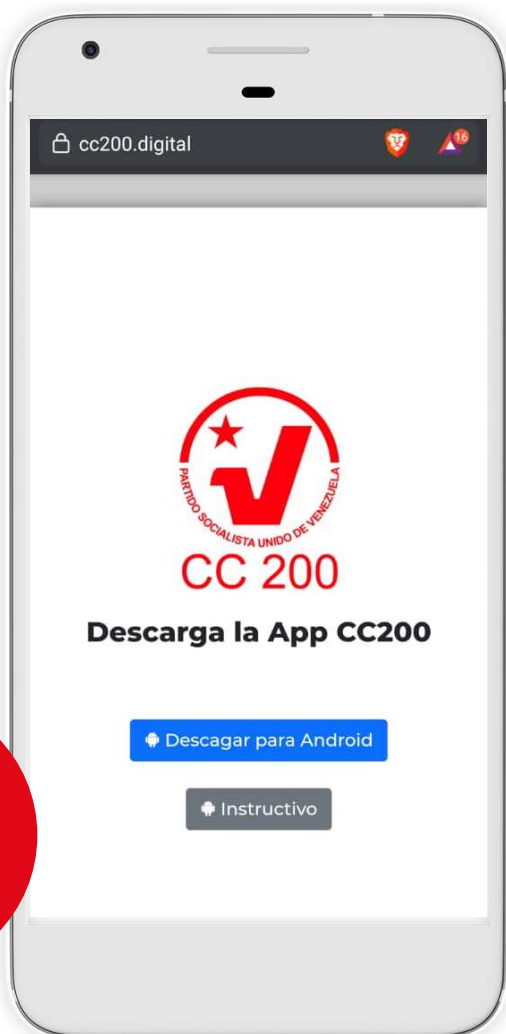 cc200.digital
16
PARTIDO SOCIALISTA UNIDO DE VENEZUELA
CC 200
Descarga la App CC200
Descagar para Android
Instructivo